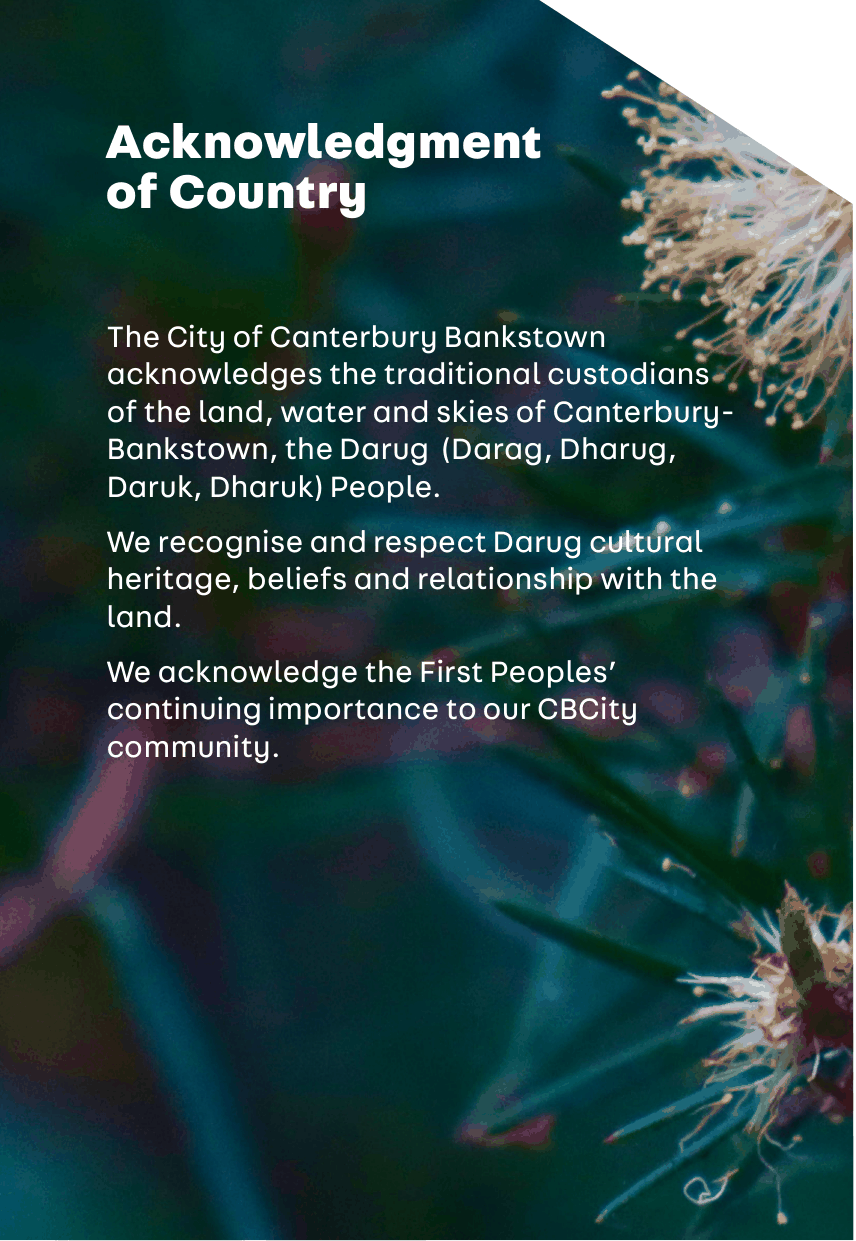 Acknowledgment
of Country
The City of Canterbury Bankstown
acknowledges the traditional custodians
of the land, water and skies of Canterbury-
Bankstown, the Darug  (Darag, Dharug,
Daruk, Dharuk) People.
We recognise and respect Darug cultural
heritage, beliefs and relationship with the
land.
We acknowledge the First Peoples’
continuing importance to our CBCity
community.